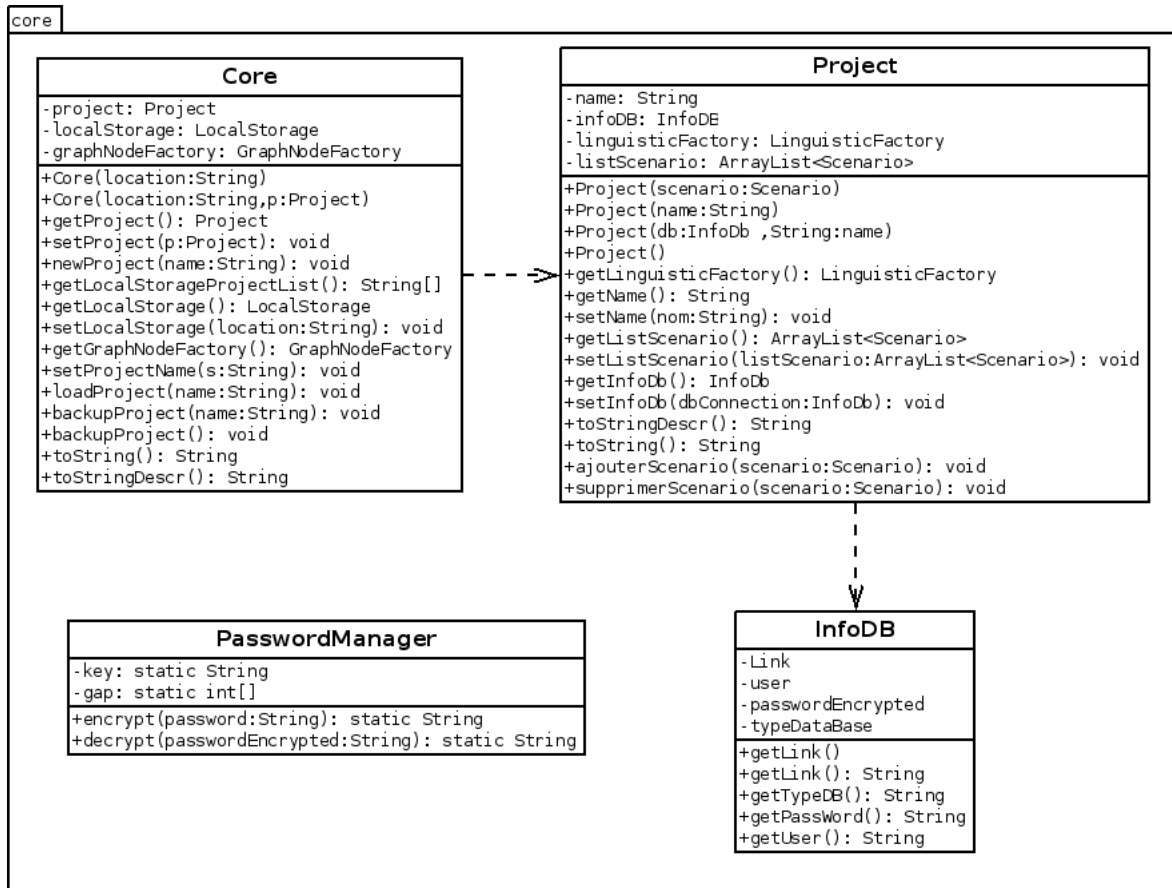 core
Core
-project: Project
-localStorage: LocalStorage
-graphNodeFactory: GraphNodeFactory
+Core(location:String)
+Core(location:String,p:Project)
+getProject(): Project
+setProject(p:Project): void
+newProject(name:String): void
+getLocalStorageProjectList(): String[]
+getLocalStorage(): LocalStorage
+setLocalStorage(location:String): void
+getGraphNodeFactory(): GraphNodeFactory
+setProjectName(s:String): void
+loadProject(name:String): void
+backupProject(name:String): void
+backupProject(): void
+toString(): String
+toStringDescr(): String
Project
-name: String
-infoDB: InfoDB
-linguisticFactory: LinguisticFactory
-listScenario: ArrayList<Scenario>
+Project(scenario:Scenario)
+Project(name:String)
+Project(db:InfoDb ,String:name)
+Project()
+getLinguisticFactory(): LinguisticFactory
+getName(): String
+setName(nom:String): void
+getListScenario(): ArrayList<Scenario>
+setListScenario(listScenario:ArrayList<Scenario>): void
+getInfoDb(): InfoDb
+setInfoDb(dbConnection:InfoDb): void
+toStringDescr(): String
+toString(): String
+ajouterScenario(scenario:Scenario): void
+supprimerScenario(scenario:Scenario): void
PasswordManager
-key: static String
-gap: static int[]
+encrypt(password:String): static String
+decrypt(passwordEncrypted:String): static String
InfoDB
-Link
-user
-passwordEncrypted
-typeDataBase
+getLink()
+getLink(): String
+getTypeDB(): String
+getPassWord(): String
+getUser(): String